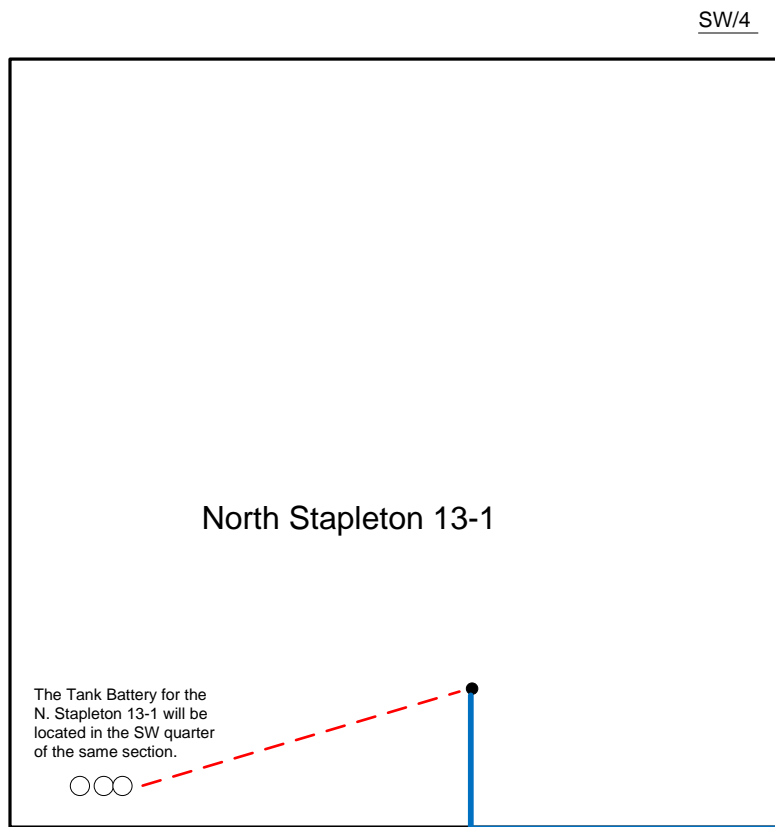 SW/4
North Stapleton 13-1
The Tank Battery for the
N. Stapleton 13-1 will be
located in the SW quarter
of the same section.